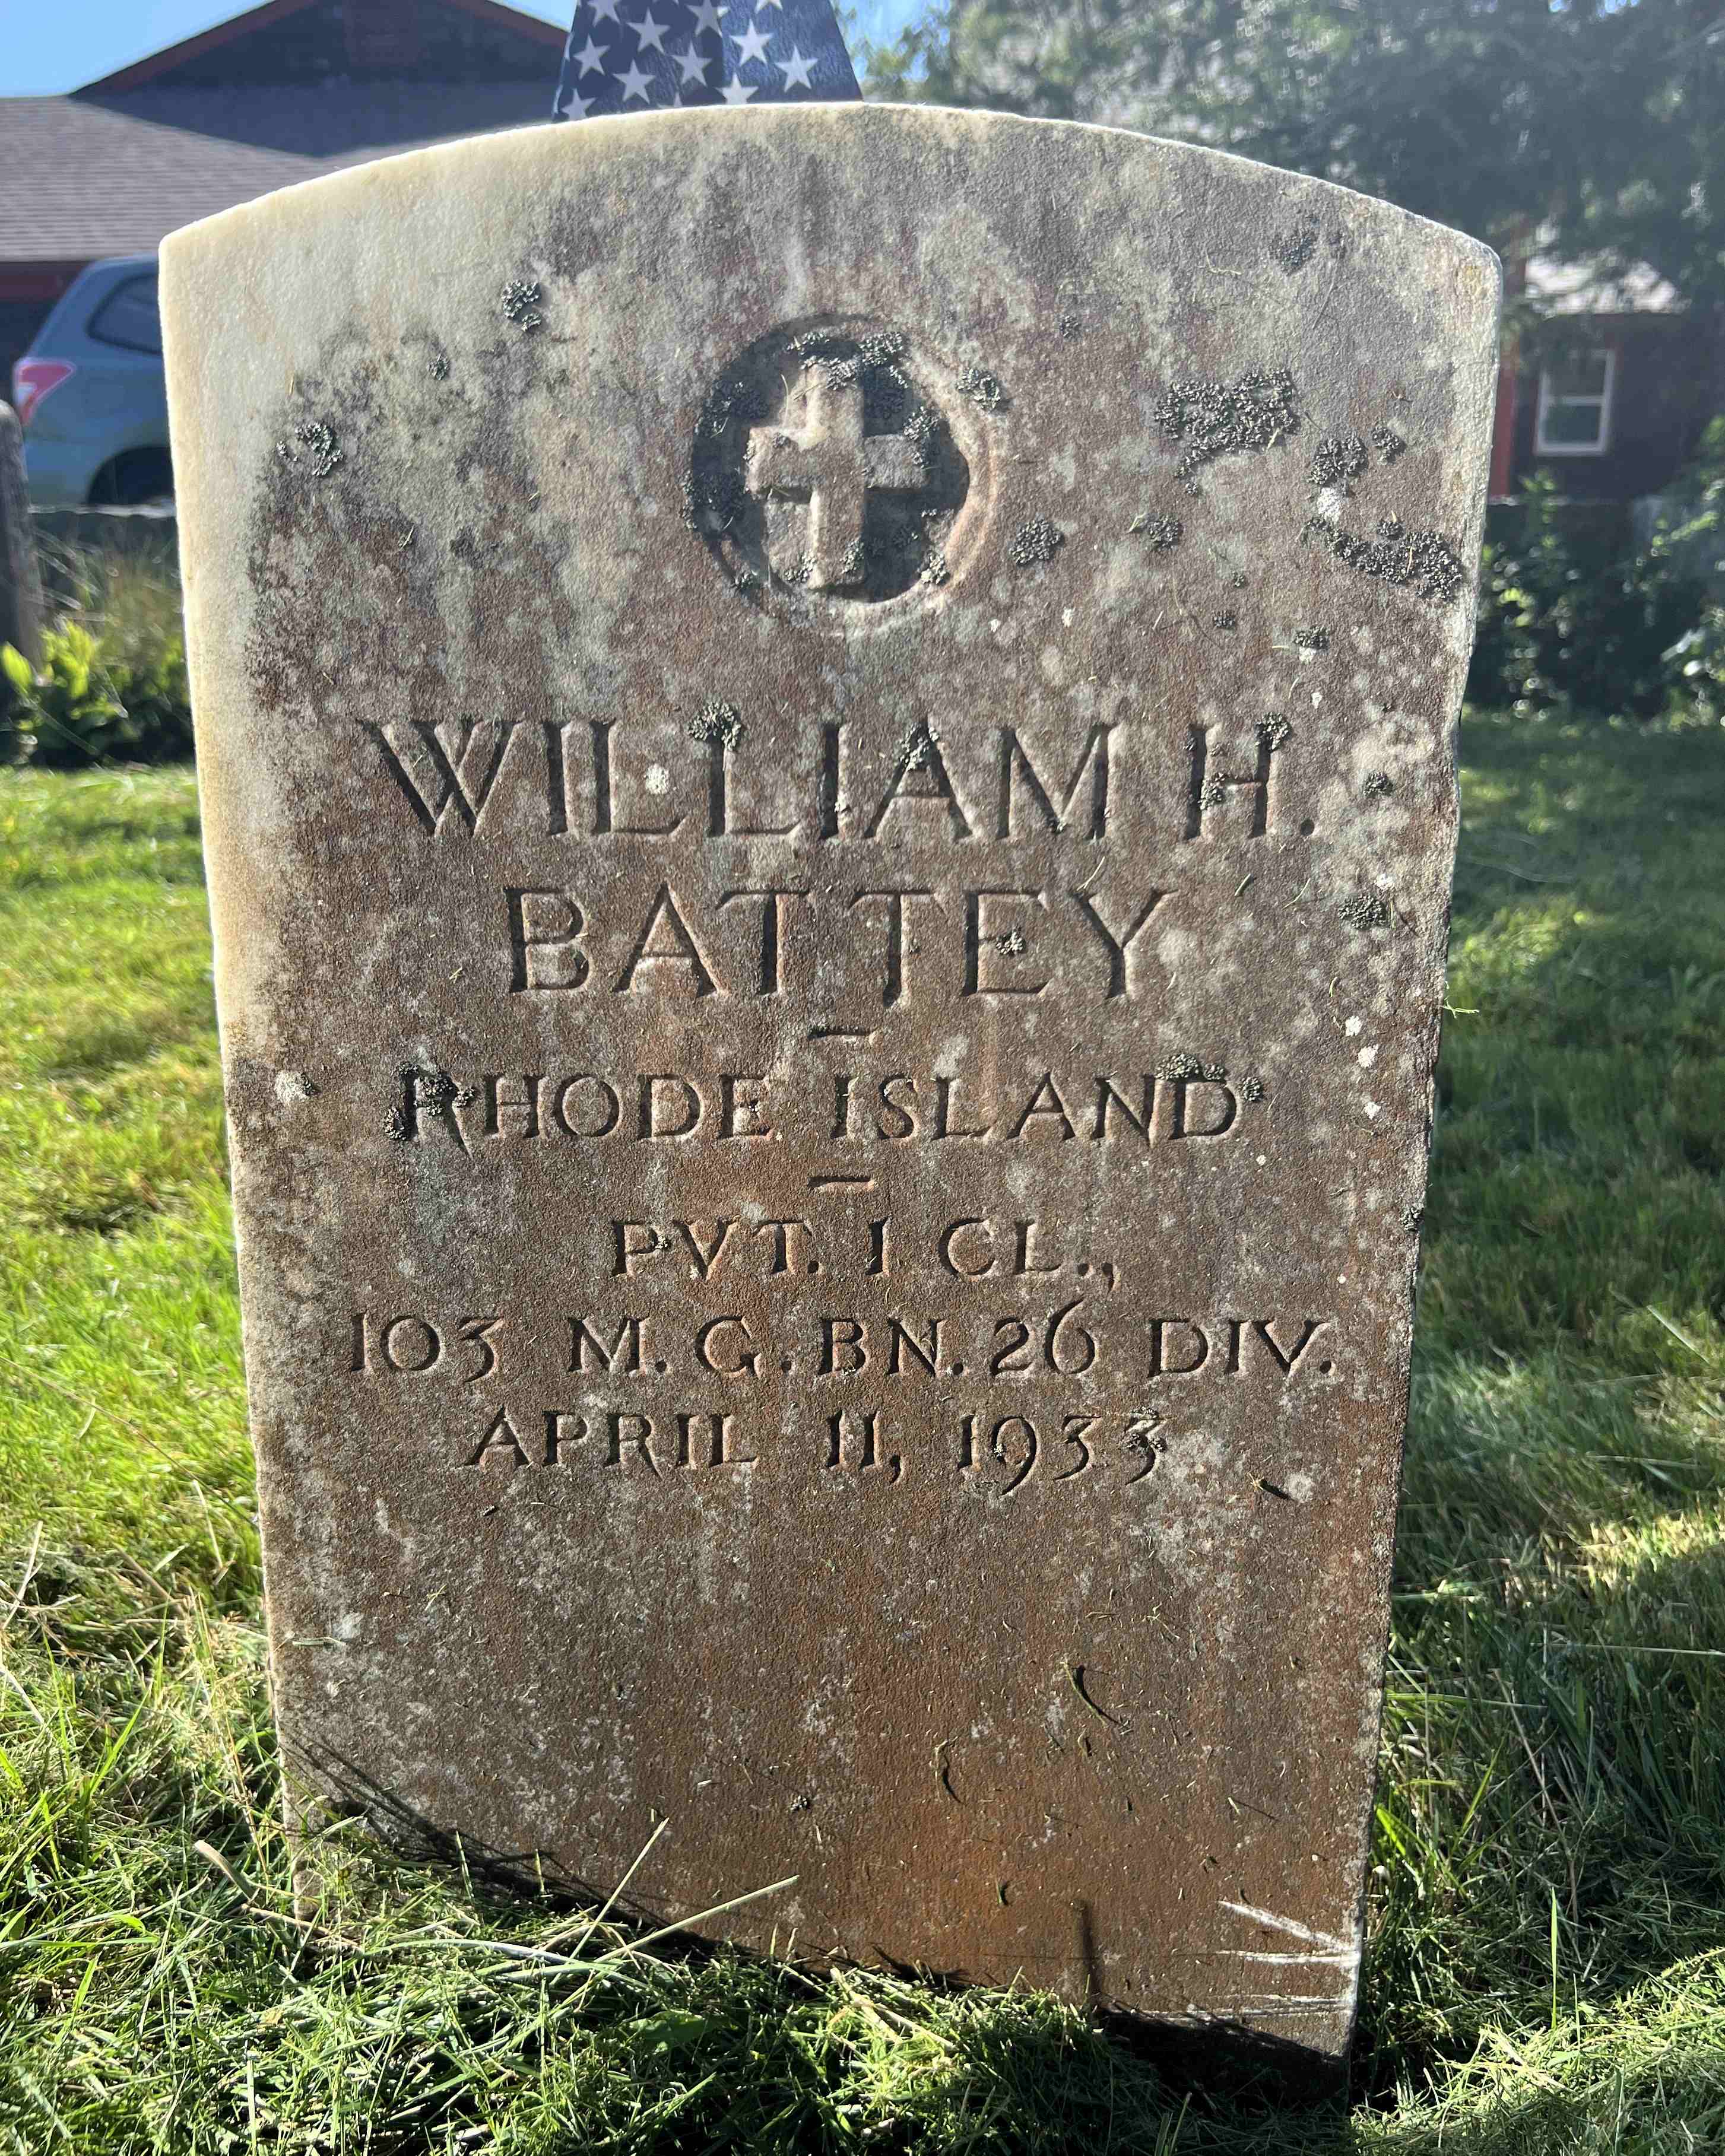 WILLIAM H.
BATTEY
–
RHODE ISLAND
–
PVT. 1 CL.,
103 M. G. BN. 26 DIV.
APRIL 11, 1933